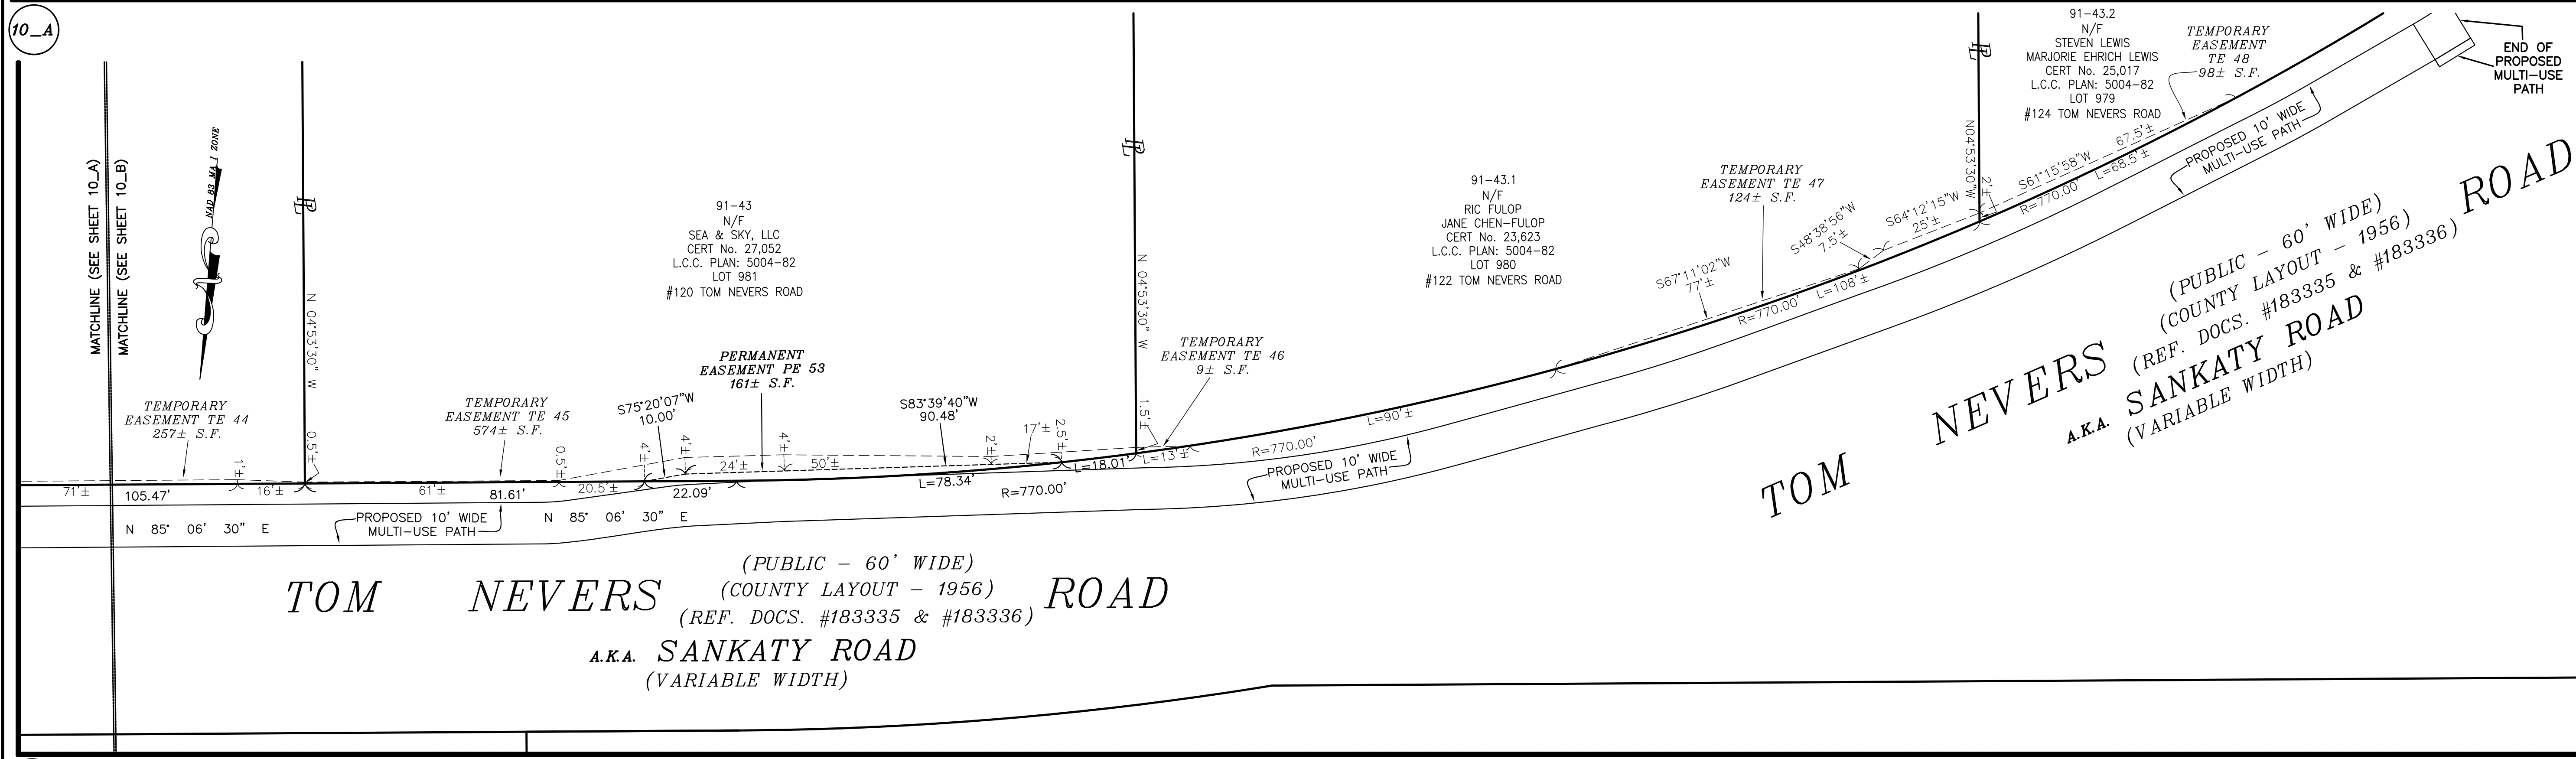 10_A
MATCHLINE (SEE SHEET 10_A)
MATCHLINE (SEE SHEET 10_B)
NAD 83 MA I ZONE
TEMPORARY
EASEMENT TE 44
257± S.F.
71'±
105.47'
1'±
16'±
N 85° 06' 30" E
N 04°53'30" W
0.5'±
PL
PROPOSED 10' WIDE
MULTI-USE PATH
TEMPORARY
EASEMENT TE 45
574± S.F.
61'±
81.61'
0.5'±
20.5'±
N 85° 06' 30" E
S75°20'07"W
10.00'
4'±
4'±
22.09'
24'±
4'±
50'±
91-43
N/F
SEA & SKY, LLC
CERT No. 27,052
L.C.C. PLAN: 5004-82
LOT 981
#120 TOM NEVERS ROAD
PERMANENT
EASEMENT PE 53
161± S.F.
S83°39'40"W
90.48'
2'±
17'±
2.5'±
L=78.34'
R=770.00'
L=18.01'
PL
N 04°53'30" W
1.5'±
L=13'±
TEMPORARY
EASEMENT TE 46
9± S.F.
R=770.00'
L=90'±
PROPOSED 10' WIDE
MULTI-USE PATH
91-43.1
N/F
RIC FULOP
JANE CHEN-FULOP
CERT No. 23,623
L.C.C. PLAN: 5004-82
LOT 980
#122 TOM NEVERS ROAD
TEMPORARY
EASEMENT TE 47
124± S.F.
S67°11'02"W
77'±
R=770.00'
L=108'±
S48°38'56"W
7.5'±
S64°12'15"W
25'±
PL
N04°53'30"W
2'±
91-43.2
N/F
STEVEN LEWIS
MARJORIE EHRICH LEWIS
CERT No. 25,017
L.C.C. PLAN: 5004-82
LOT 979
#124 TOM NEVERS ROAD
TEMPORARY
EASEMENT
TE 48
98± S.F.
S61°15'58"W
67.5'±
R=770.00'
L=68.5'±
PROPOSED 10' WIDE
MULTI-USE PATH
END OF
PROPOSED
MULTI-USE
PATH
TOM NEVERS ROAD
(PUBLIC - 60' WIDE)
(COUNTY LAYOUT - 1956)
(REF. DOCS. #183335 & #183336)
A.K.A. SANKATY ROAD
(VARIABLE WIDTH)
TOM NEVERS ROAD
(PUBLIC - 60' WIDE)
(COUNTY LAYOUT - 1956)
(REF. DOCS. #183335 & #183336)
A.K.A. SANKATY ROAD
(VARIABLE WIDTH)